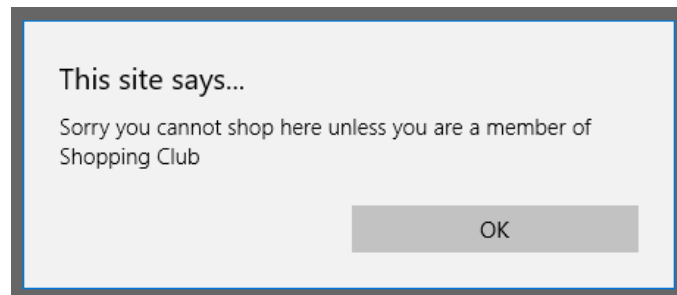 This site says...
Sorry you cannot shop here unless you are a member of
Shopping Club
OK